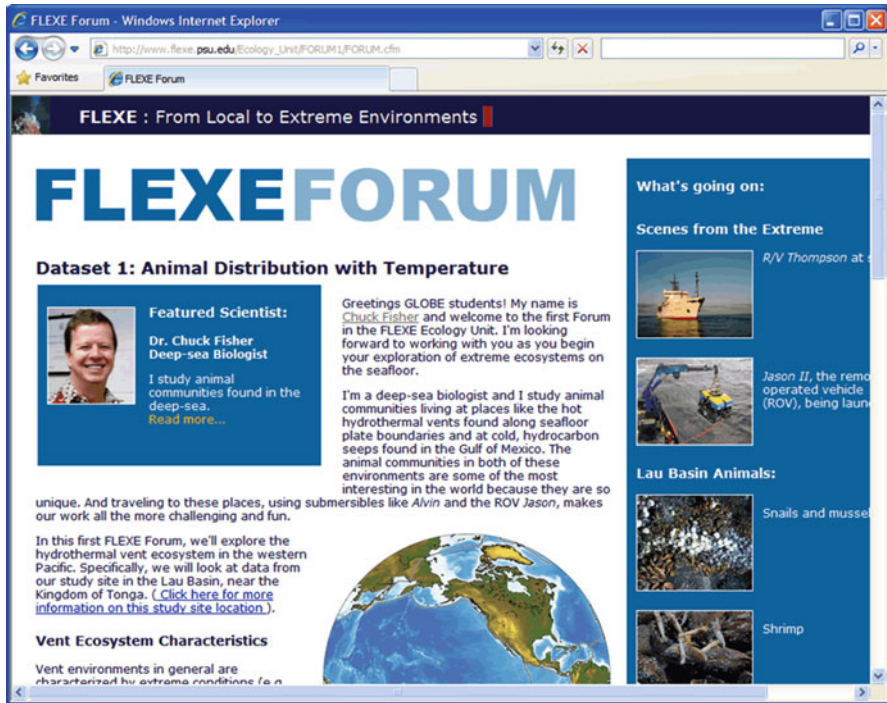 FLEXE Forum - Windows Internet Explorer
http://www.flexe.psu.edu/Ecology_Unit/FORUM1/FORUM.cfm
Favorites
FLEXE Forum
FLEXE : From Local to Extreme Environments
FLEXEFORUM
Dataset 1: Animal Distribution with Temperature
Featured Scientist:
Dr. Chuck Fisher
Deep-sea Biologist
I study animal
communities found in the
deep-sea.
Read more...
Greetings GLOBE students! My name is
Chuck Fisher and welcome to the first Forum
in the FLEXE Ecology Unit. I'm looking
forward to working with you as you begin
your exploration of extreme ecosystems on
the seafloor.
I'm a deep-sea biologist and I study animal
communities living at places like the hot
hydrothermal vents found along seafloor
plate boundaries and at cold, hydrocarbon
seeps found in the Gulf of Mexico. The
animal communities in both of these
environments are some of the most
interesting in the world because they are so
unique. And traveling to these places, using submersibles like Alvin and the ROV Jason, makes
our work all the more challenging and fun.
In this first FLEXE Forum, we'll explore the
hydrothermal vent ecosystem in the western
Pacific. Specifically, we will look at data from
our study site in the Lau Basin, near the
Kingdom of Tonga. ( Click here for more
information on this study site location ).
Vent Ecosystem Characteristics
Vent environments in general are
characterized by extreme conditions (e.g.
What's going on:
Scenes from the Extreme
R/V Thompson at s
Jason II, the remo
operated vehicle
(ROV), being laun
Lau Basin Animals:
Snails and mussel
Shrimp